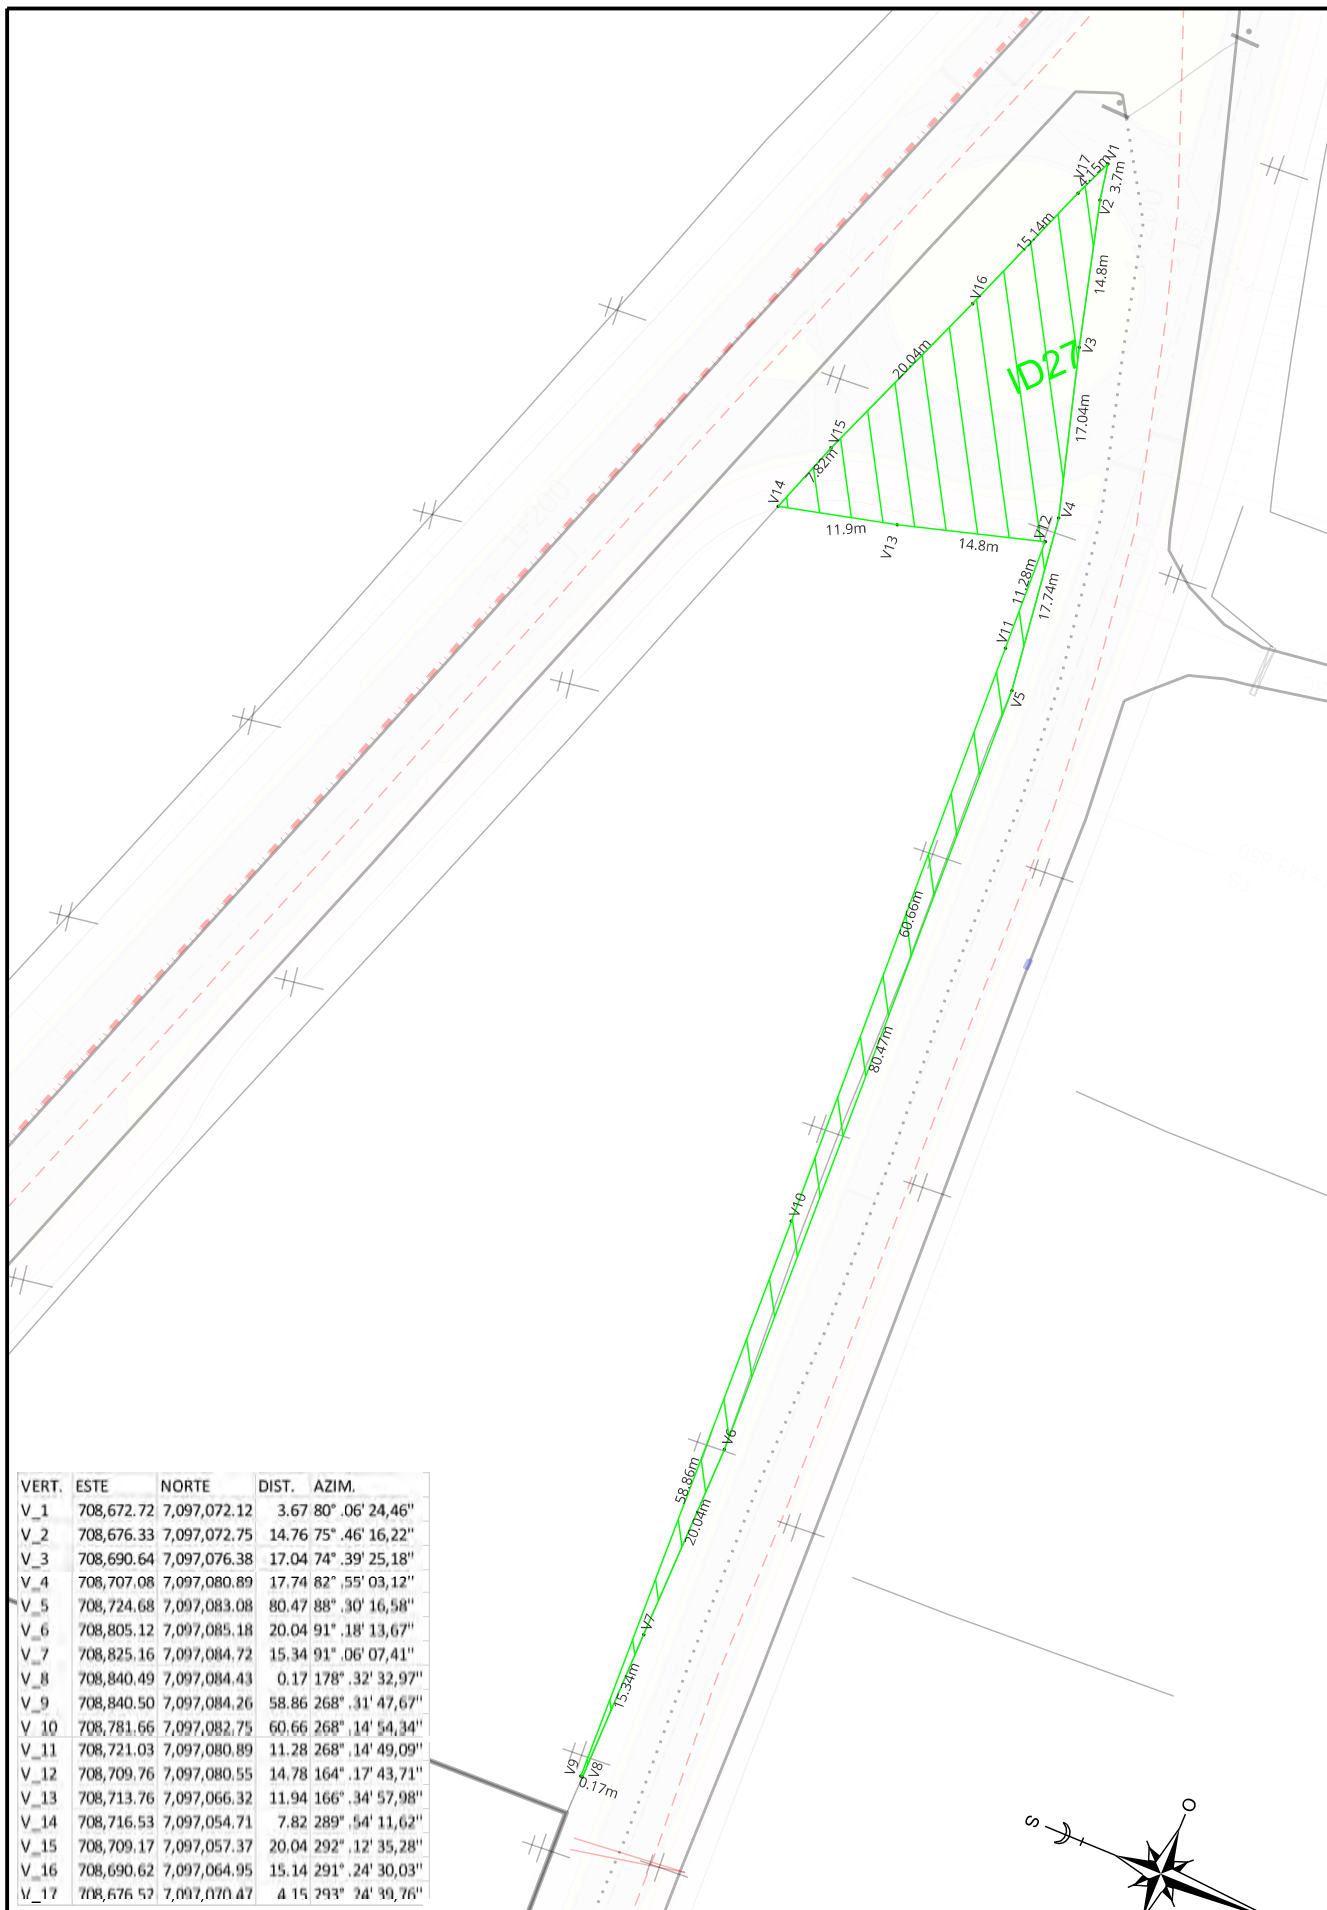 V1
V17
4.15m
3.7m
V2
15.14m
14.8m
V16
V3
ID27
20.04m
17.04m
V15
7.82m
V14
V4
V12
11.9m
V13
14.8m
11.28m
17.74m
V11
V5
60.66m
80.47m
V10
V6
58.86m
20.04m
V7
15.34m
V9
V8
0.17m
VERT. ESTE NORTE DIST. AZIM.
V_1 708,672.72 7,097,072.12 3.67 80° .06' 24,46''
V_2 708,676.33 7,097,072.75 14.76 75° .46' 16,22''
V_3 708,690.64 7,097,076.38 17.04 74° .39' 25,18''
V_4 708,707.08 7,097,080.89 17.74 82° .55' 03,12''
V_5 708,724.68 7,097,083.08 80.47 88° .30' 16,58''
V_6 708,805.12 7,097,085.18 20.04 91° .18' 13,67''
V_7 708,825.16 7,097,084.72 15.34 91° .06' 07,41''
V_8 708,840.49 7,097,084.43 0.17 178° .32' 32,97''
V_9 708,840.50 7,097,084.26 58.86 268° .31' 47,67''
V_10 708,781.66 7,097,082.75 60.66 268° .14' 54,34''
V_11 708,721.03 7,097,080.89 11.28 268° .14' 49,09''
V_12 708,709.76 7,097,080.55 14.78 164° .17' 43,71''
V_13 708,713.76 7,097,066.32 11.94 166° .34' 57,98''
V_14 708,716.53 7,097,054.71 7.82 289° .54' 11,62''
V_15 708,709.17 7,097,057.37 20.04 292° .12' 35,28''
V_16 708,690.62 7,097,064.95 15.14 291° .24' 30,03''
V_17 708,676.52 7,097,070.47 4.15 293° 24' 39,76''
S
O